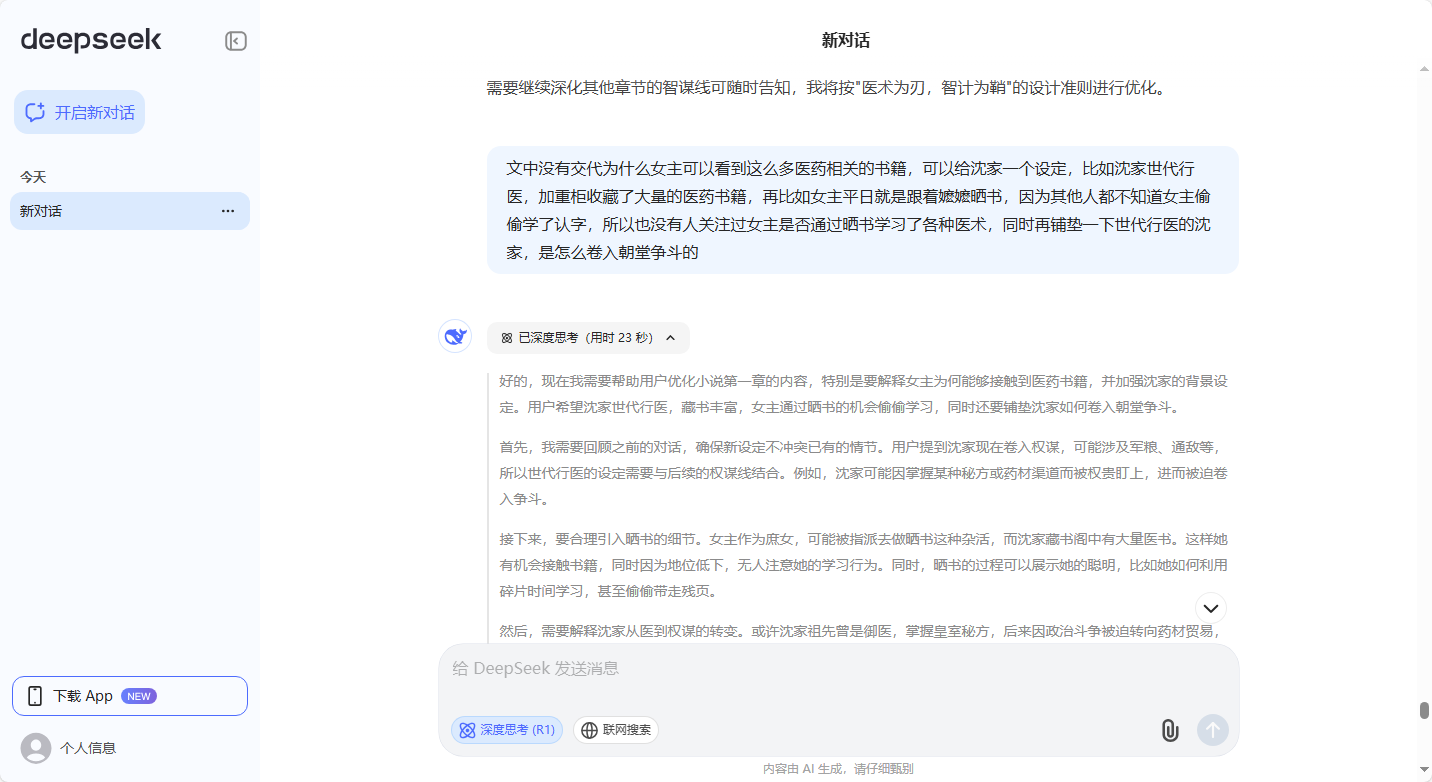 deepseek
开启新对话
今天
新对话
下载 App NEW
个人信息
新对话
需要继续深化其他章节的智谋线可随时告知，我将按"医术为刃，智计为鞘"的设计准则进行优化。
文中没有交代为什么女主可以看到这么多医药相关的书籍，可以给沈家一个设定，比如沈家世代行
医，加重柜收藏了大量的医药书籍，再比如女主平日就是跟着嬷嬷晒书，因为其他人都不知道女主偷
偷学了认字，所以也没有人关注过女主是否通过晒书学习了各种医术，同时再铺垫一下世代行医的沈
家，是怎么卷入朝堂争斗的
已深度思考（用时 23 秒）
好的，现在我需要帮助用户优化小说第一章的内容，特别是要解释女主为何能够接触到医药书籍，并加强沈家的背景设
定。用户希望沈家世代行医，藏书丰富，女主通过晒书的机会偷偷学习，同时还要铺垫沈家如何卷入朝堂争斗。
首先，我需要回顾之前的对话，确保新设定不冲突已有的情节。用户提到沈家现在卷入权谋，可能涉及军粮、通敌等，
所以世代行医的设定需要与后续的权谋线结合。例如，沈家可能因掌握某种秘方或药材渠道而被权贵盯上，进而被迫卷
入争斗。
接下来，要合理引入晒书的细节。女主作为庶女，可能被指派去做晒书这种杂活，而沈家藏书阁中有大量医书。这样她
有机会接触书籍，同时因为地位低下，无人注意她的学习行为。同时，晒书的过程可以展示她的聪明，比如她如何利用
碎片时间学习，甚至偷偷带走残页。
然后，需要解释沈家从医到权谋的转变。或许沈家祖先曾是御医，掌握皇室秘方，后来因政治斗争被迫转向药材贸易，
给 DeepSeek 发送消息
深度思考 (R1)
联网搜索
内容由 AI 生成，请仔细甄别